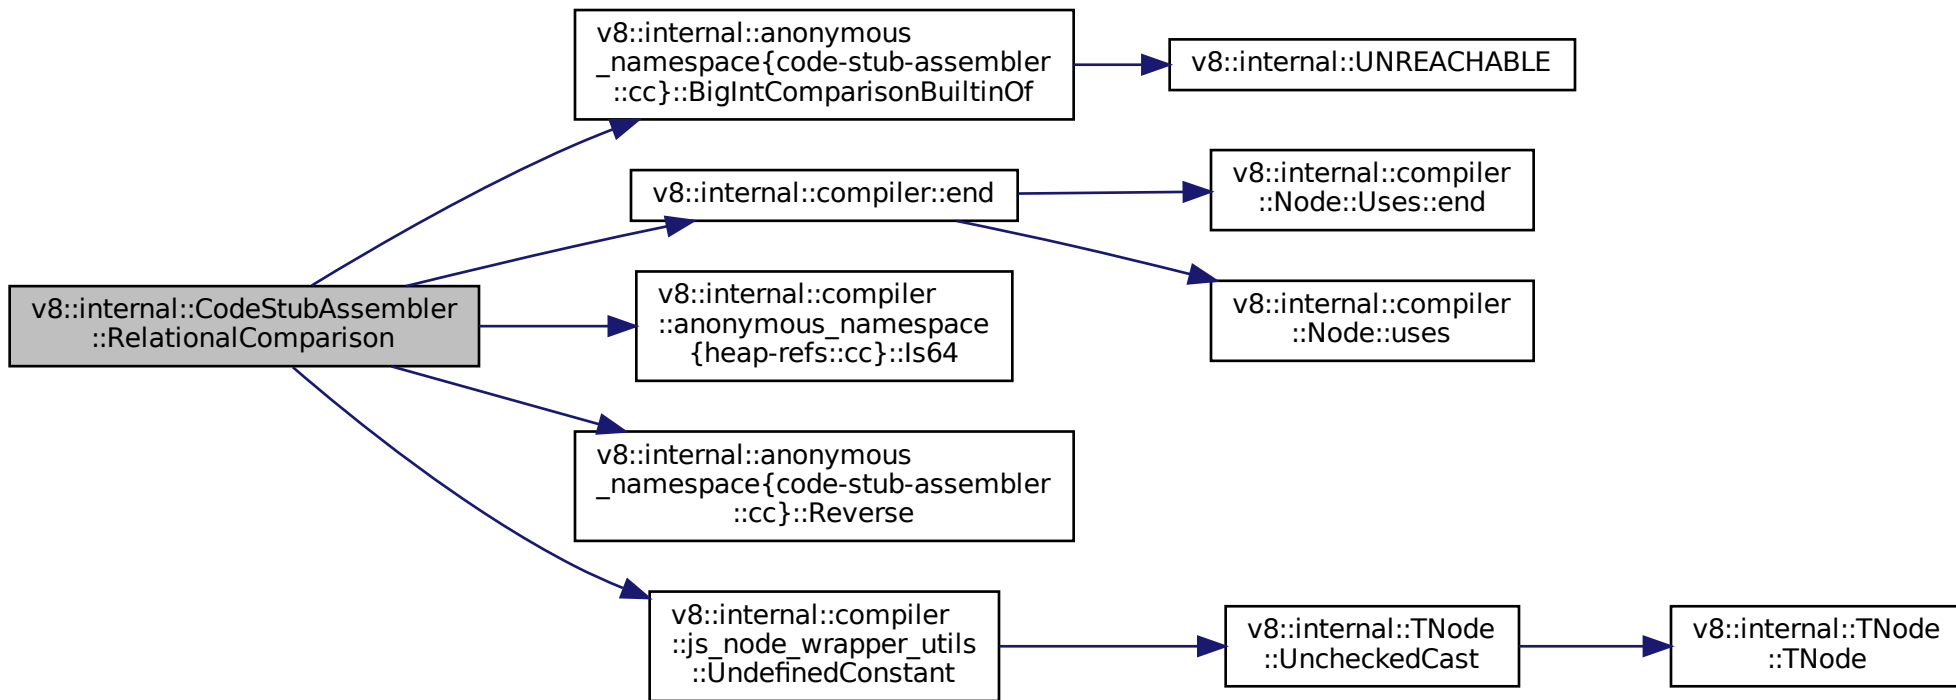 v8::internal::anonymous
_namespace{code-stub-assembler
::cc}::BigIntComparisonBuiltinOf
v8::internal::UNREACHABLE
v8::internal::compiler::end
v8::internal::compiler
::Node::Uses::end
v8::internal::CodeStubAssembler
::RelationalComparison
v8::internal::compiler
::anonymous_namespace
{heap-refs::cc}::Is64
v8::internal::compiler
::Node::uses
v8::internal::anonymous
_namespace{code-stub-assembler
::cc}::Reverse
v8::internal::compiler
::js_node_wrapper_utils
::UndefinedConstant
v8::internal::TNode
::UncheckedCast
v8::internal::TNode
::TNode